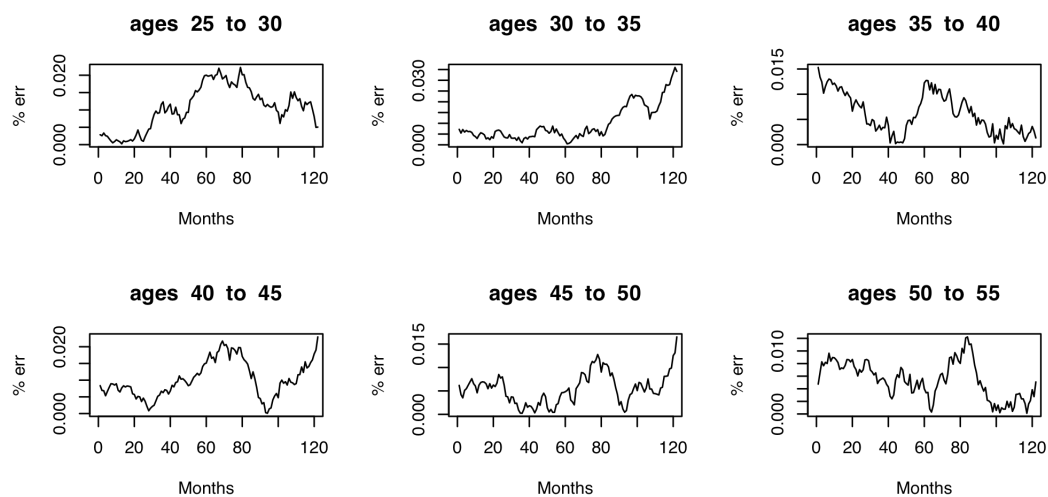 ages 25 to 30
ages 30 to 35
ages 35 to 40
% err
0.000
0.020
0 20 40 60 80 120
Months
% err
0.000
0.030
0 20 40 60 80 120
Months
% err
0.000
0.015
0 20 40 60 80 120
Months
ages 40 to 45
ages 45 to 50
ages 50 to 55
% err
0.000
0.020
0 20 40 60 80 120
Months
% err
0.000
0.015
0 20 40 60 80 120
Months
% err
0.000
0.010
0 20 40 60 80 120
Months